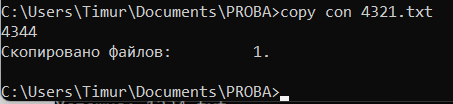 C:\Users\Timur\Documents\PROBA>copy con 4321.txt
4344
Скопировано файлов:         1.
C:\Users\Timur\Documents\PROBA>